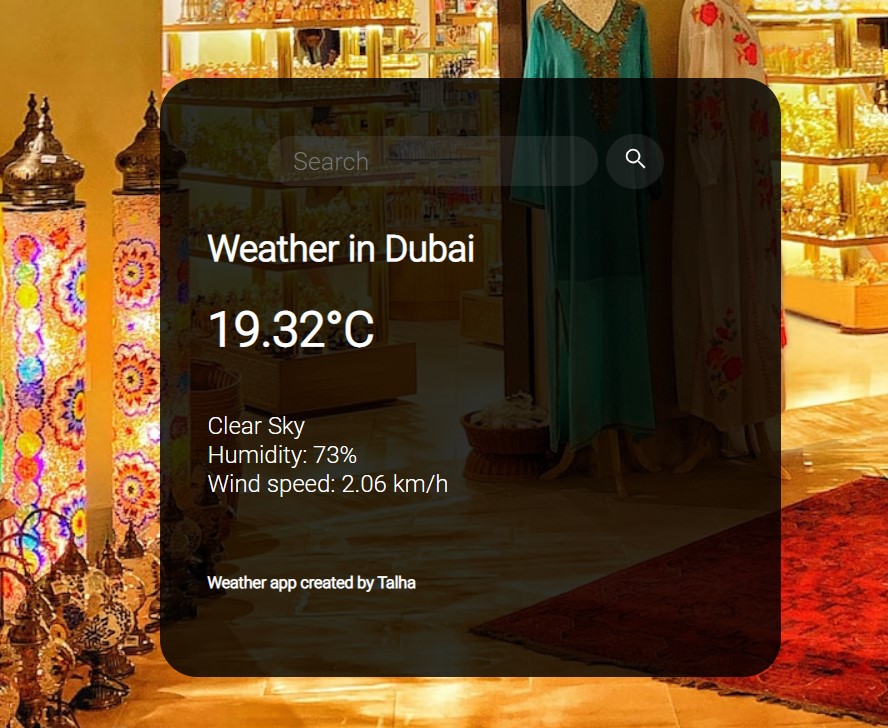 Search
Weather in Dubai
19.32°C
Clear Sky
Humidity: 73%
Wind speed: 2.06 km/h
Weather app created by Talha